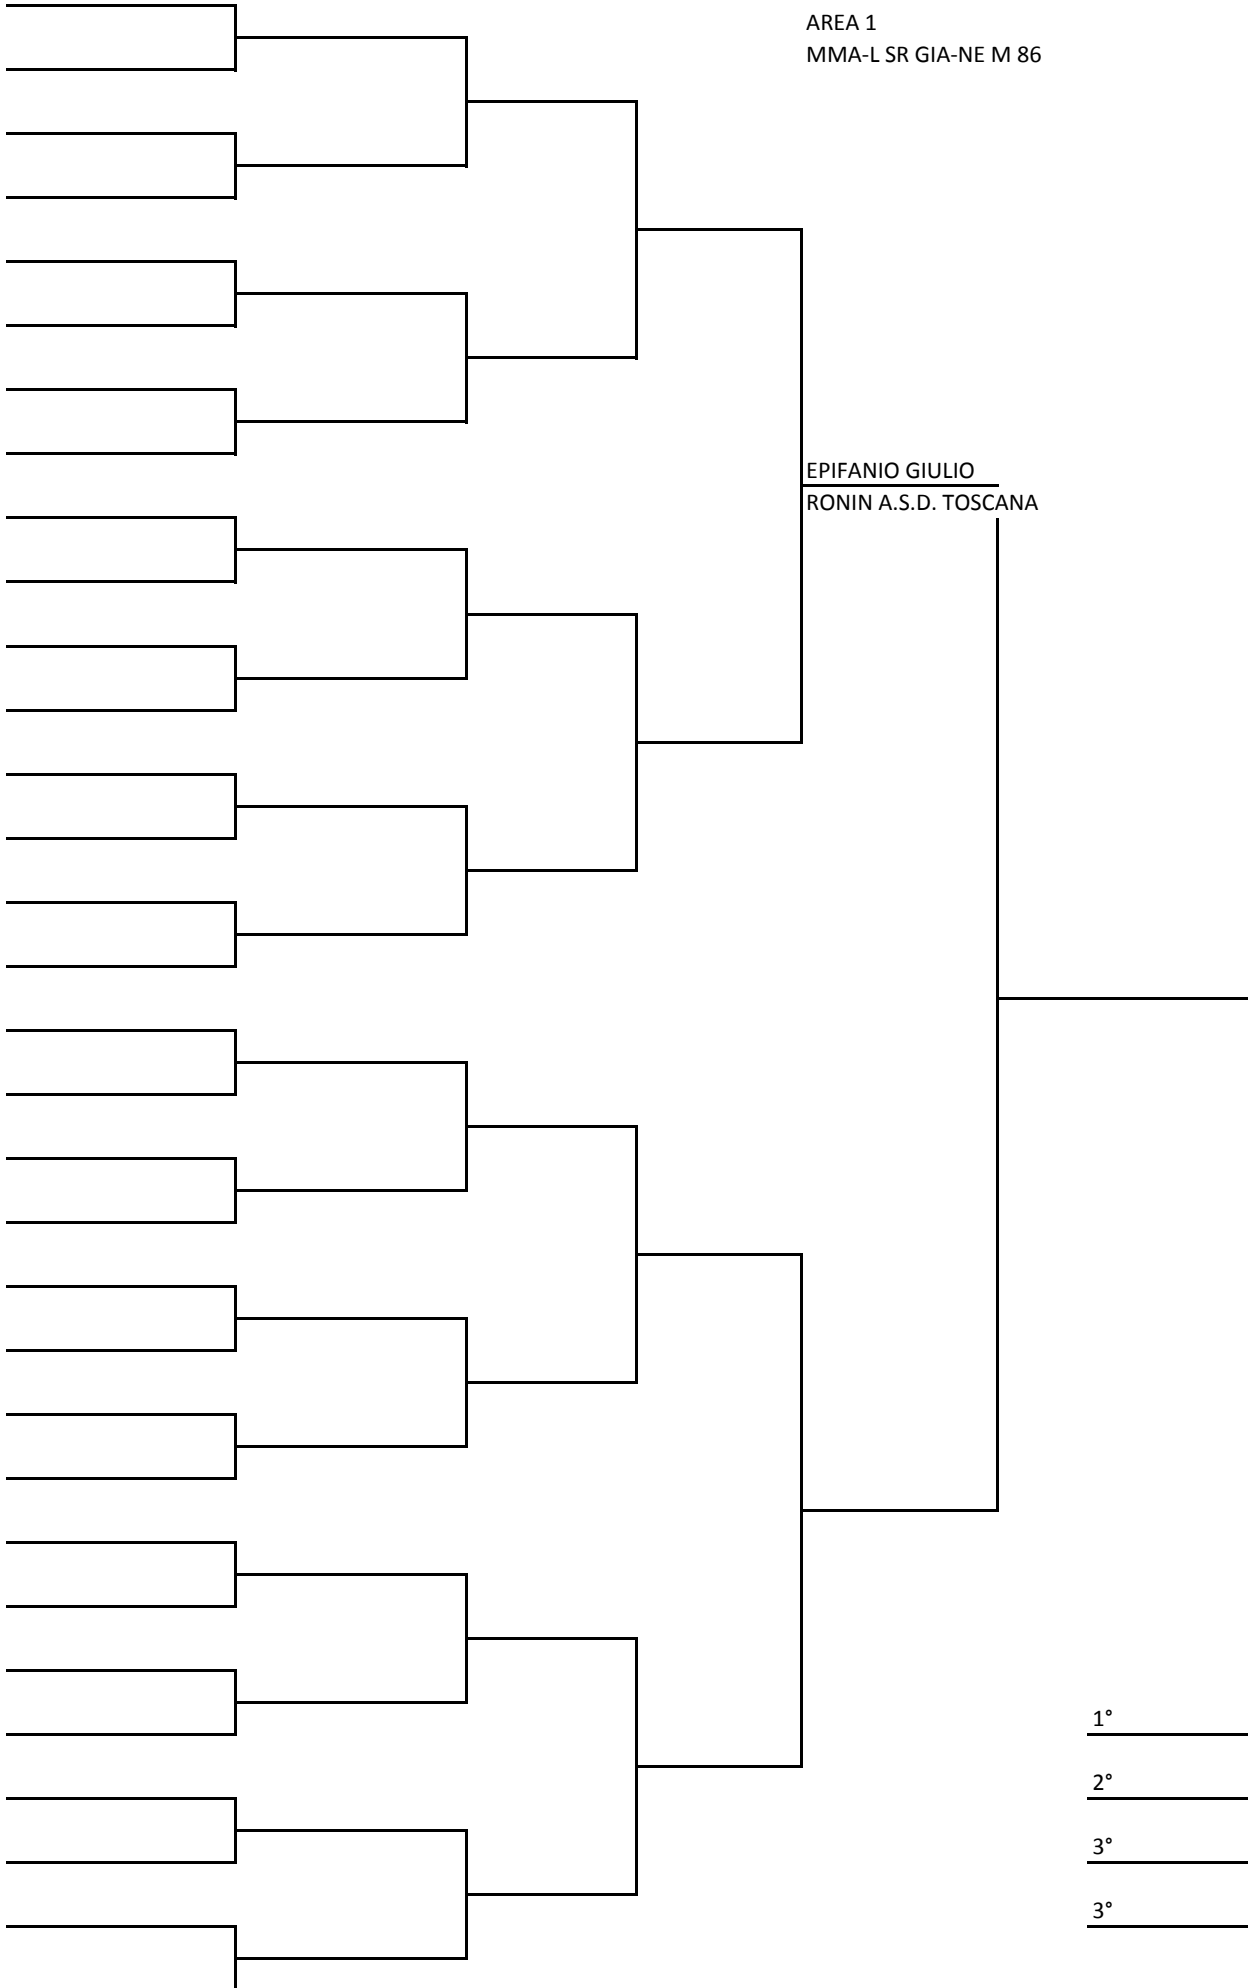 AREA 1
MMA-L SR GIA-NE M 86
EPIFANIO GIULIO
RONIN A.S.D. TOSCANA
1°
2°
3°
3°